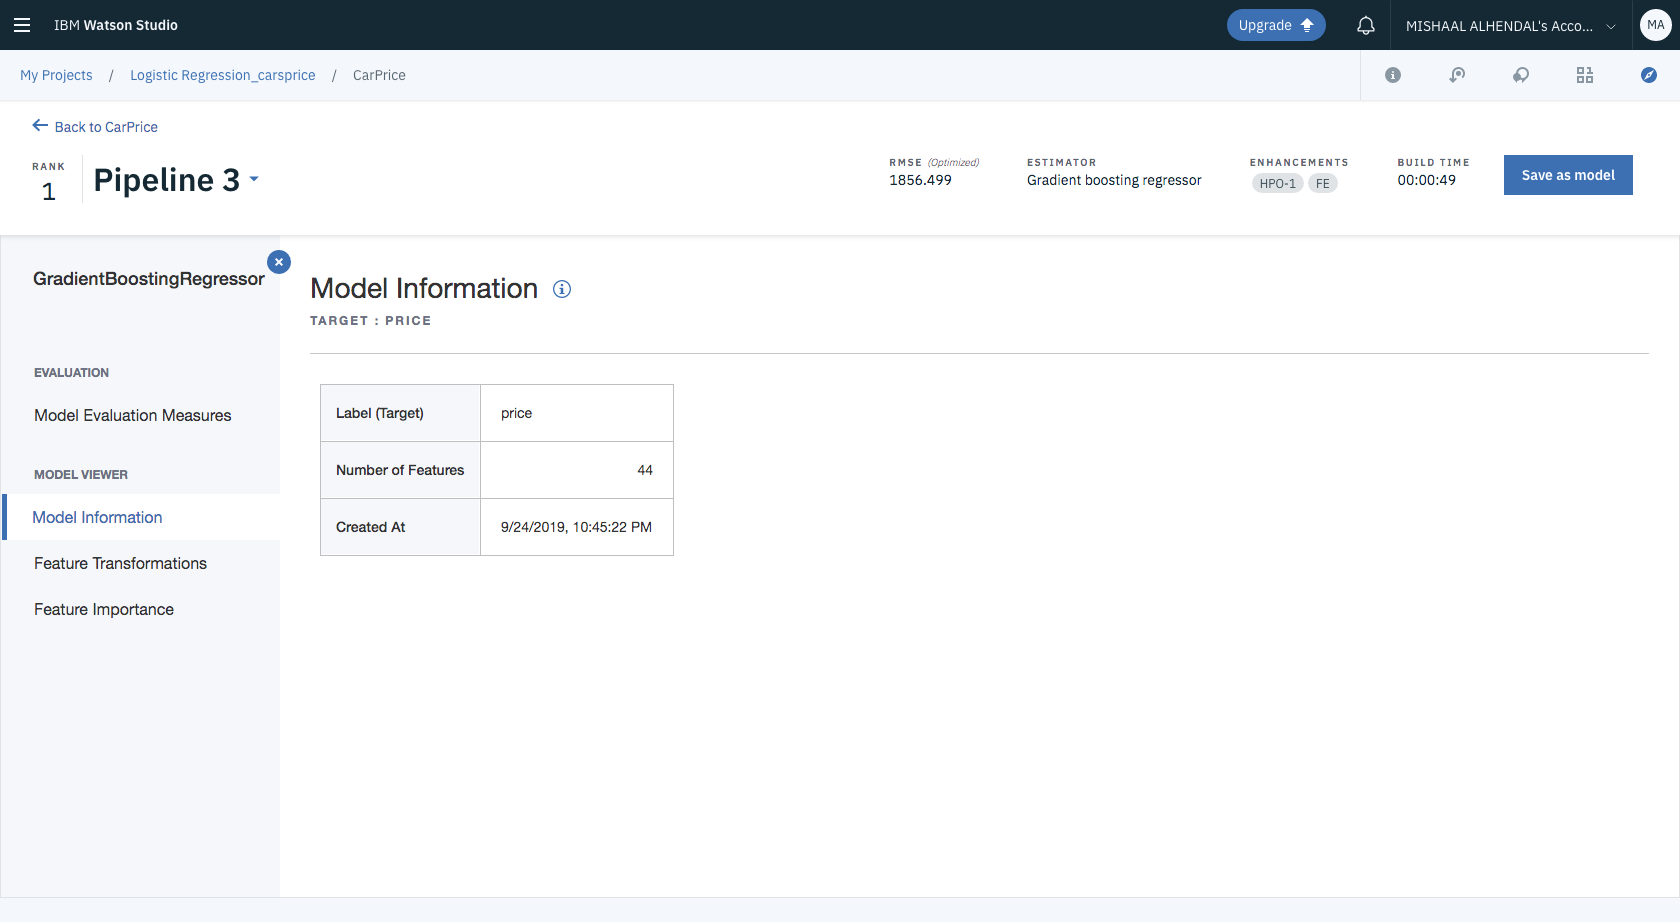 IBM Watson Studio
Upgrade
MISHAAL ALHENDAL's Acco...
MA
My Projects / Logistic Regression_carsprice / CarPrice
Back to CarPrice
RANK
1
Pipeline 3
RMSE (Optimized)
1856.499
ESTIMATOR
Gradient boosting regressor
ENHANCEMENTS
HPO-1 FE
BUILD TIME
00:00:49
Save as model
GradientBoostingRegressor
EVALUATION
Model Evaluation Measures
MODEL VIEWER
Model Information
Feature Transformations
Feature Importance
Model Information
TARGET : PRICE
Label (Target) price
Number of Features 44
Created At 9/24/2019, 10:45:22 PM